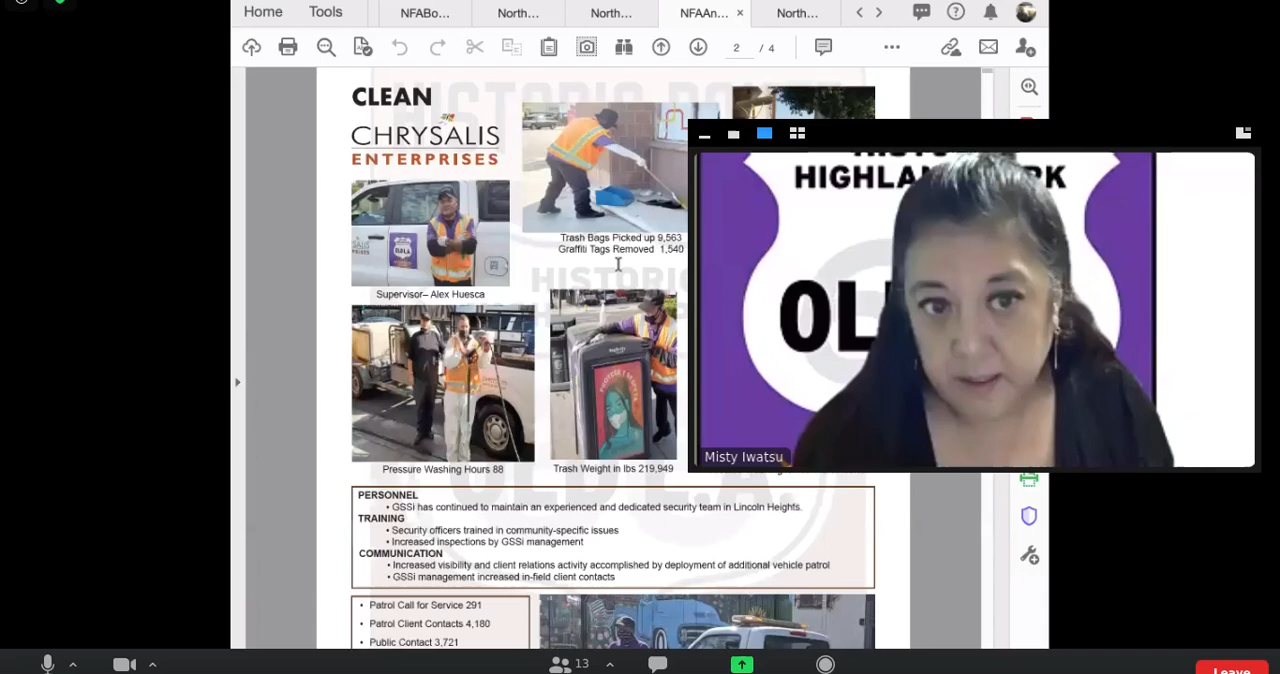 Home
Tools
NFABo...
North...
North...
NFAAn...
×
North...
2 / 4
CLEAN
CHRYSALIS
ENTERPRISES
Trash Bags Picked up 9,563
Graffiti Tags Removed 1,540
Supervisor– Alex Huesca
Pressure Washing Hours 88
Trash Weight in lbs 219,949
HIGHLAN
RK
OL
Misty Iwatsu
HISTORIC
OLD L.A.
PERSONNEL
• GSSi has continued to maintain an experienced and dedicated security team in Lincoln Heights.
TRAINING
• Security officers trained in community-specific issues
• Increased inspections by GSSi management
COMMUNICATION
• Increased visibility and client relations activity accomplished by deployment of additional vehicle patrol
• GSSi management increased in-field client contacts
• Patrol Call for Service 291
• Patrol Client Contacts 4,180
• Public Contact 3,721
13
Leave